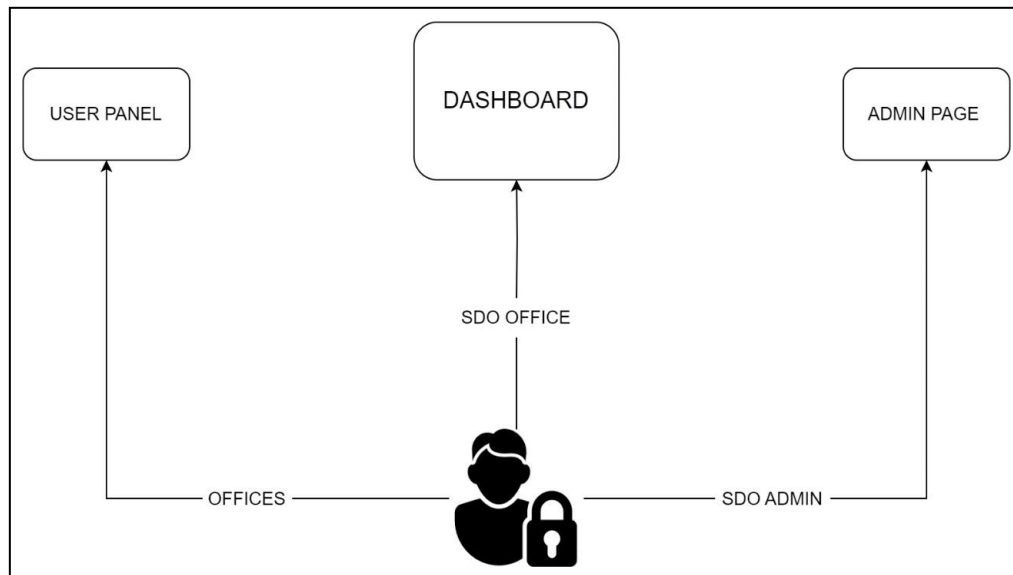 DASHBOARD
USER PANEL
ADMIN PAGE
SDO OFFICE
OFFICES
SDO ADMIN